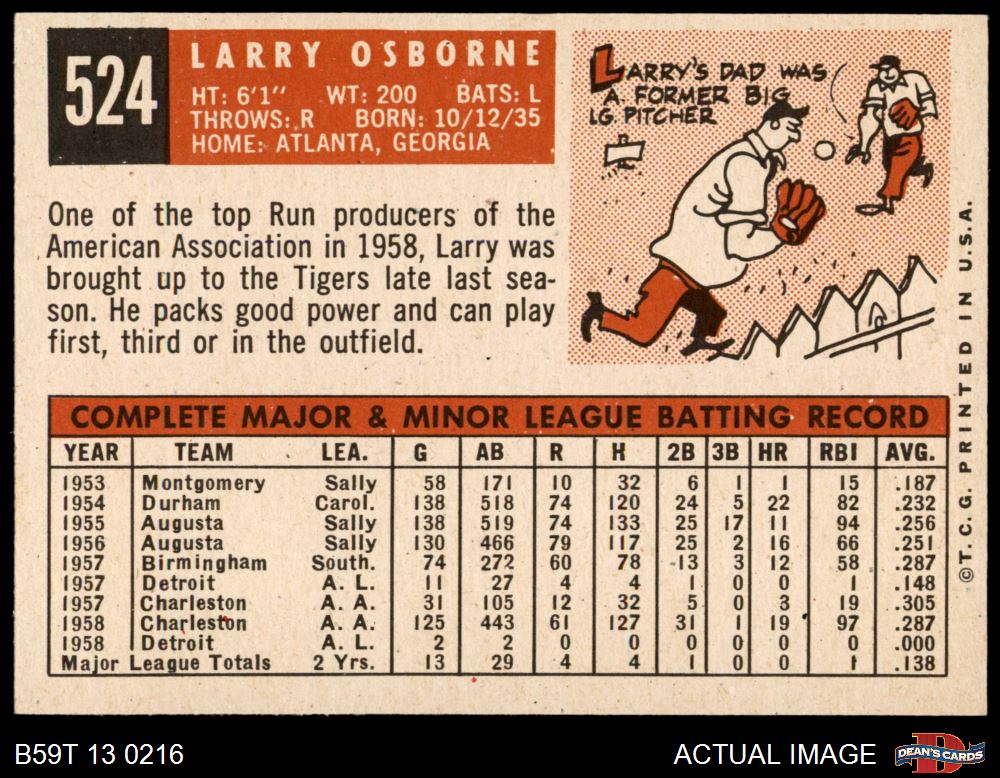 524
LARRY OSBORNE
HT: 6'1" WT: 200 BATS: L
THROWS: R BORN: 10/12/35
HOME: ATLANTA, GEORGIA
LARRY'S DAD WAS
A FORMER BIG
LG. PITCHER
One of the top Run producers of the
American Association in 1958, Larry was
brought up to the Tigers late last sea-
son. He packs good power and can play
first, third or in the outfield.
COMPLETE MAJOR & MINOR LEAGUE BATTING RECORD
YEAR TEAM LEA. G AB R H 2B 3B HR RBI AVG.
1953 Montgomery Sally 58 171 10 32 6 1 1 15 .187
1954 Durham Carol. 138 518 74 120 24 5 22 82 .232
1955 Augusta Sally 138 519 74 133 25 17 11 94 .256
1956 Augusta Sally 130 466 79 117 25 2 16 66 .251
1957 Birmingham South. 74 272 60 78 13 3 12 58 .287
1957 Detroit A. L. 11 27 4 4 1 0 0 1 .148
1957 Charleston A. A. 31 105 12 32 5 0 3 19 .305
1958 Charleston A. A. 125 443 61 127 31 1 19 97 .287
1958 Detroit A. L. 2 2 0 0 0 0 0 0 .000
Major League Totals 2 Yrs. 13 29 4 4 1 0 0 1 .138
©T. C. G. PRINTED IN U.S.A.
B59T 13 0216
ACTUAL IMAGE
DEAN'S CARDS